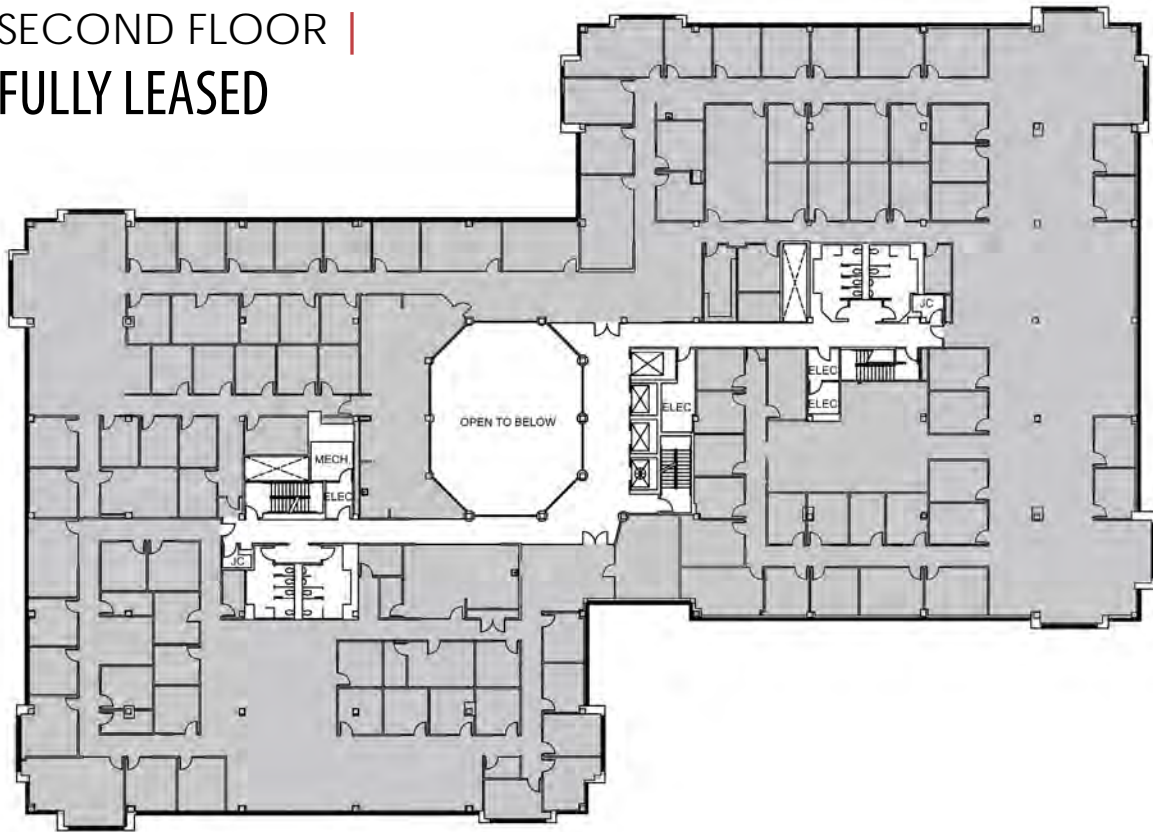 SECOND FLOOR |
FULLY LEASED
JC
ELEC
ELEC
ELEC
OPEN TO BELOW
MECH.
ELEC
JC